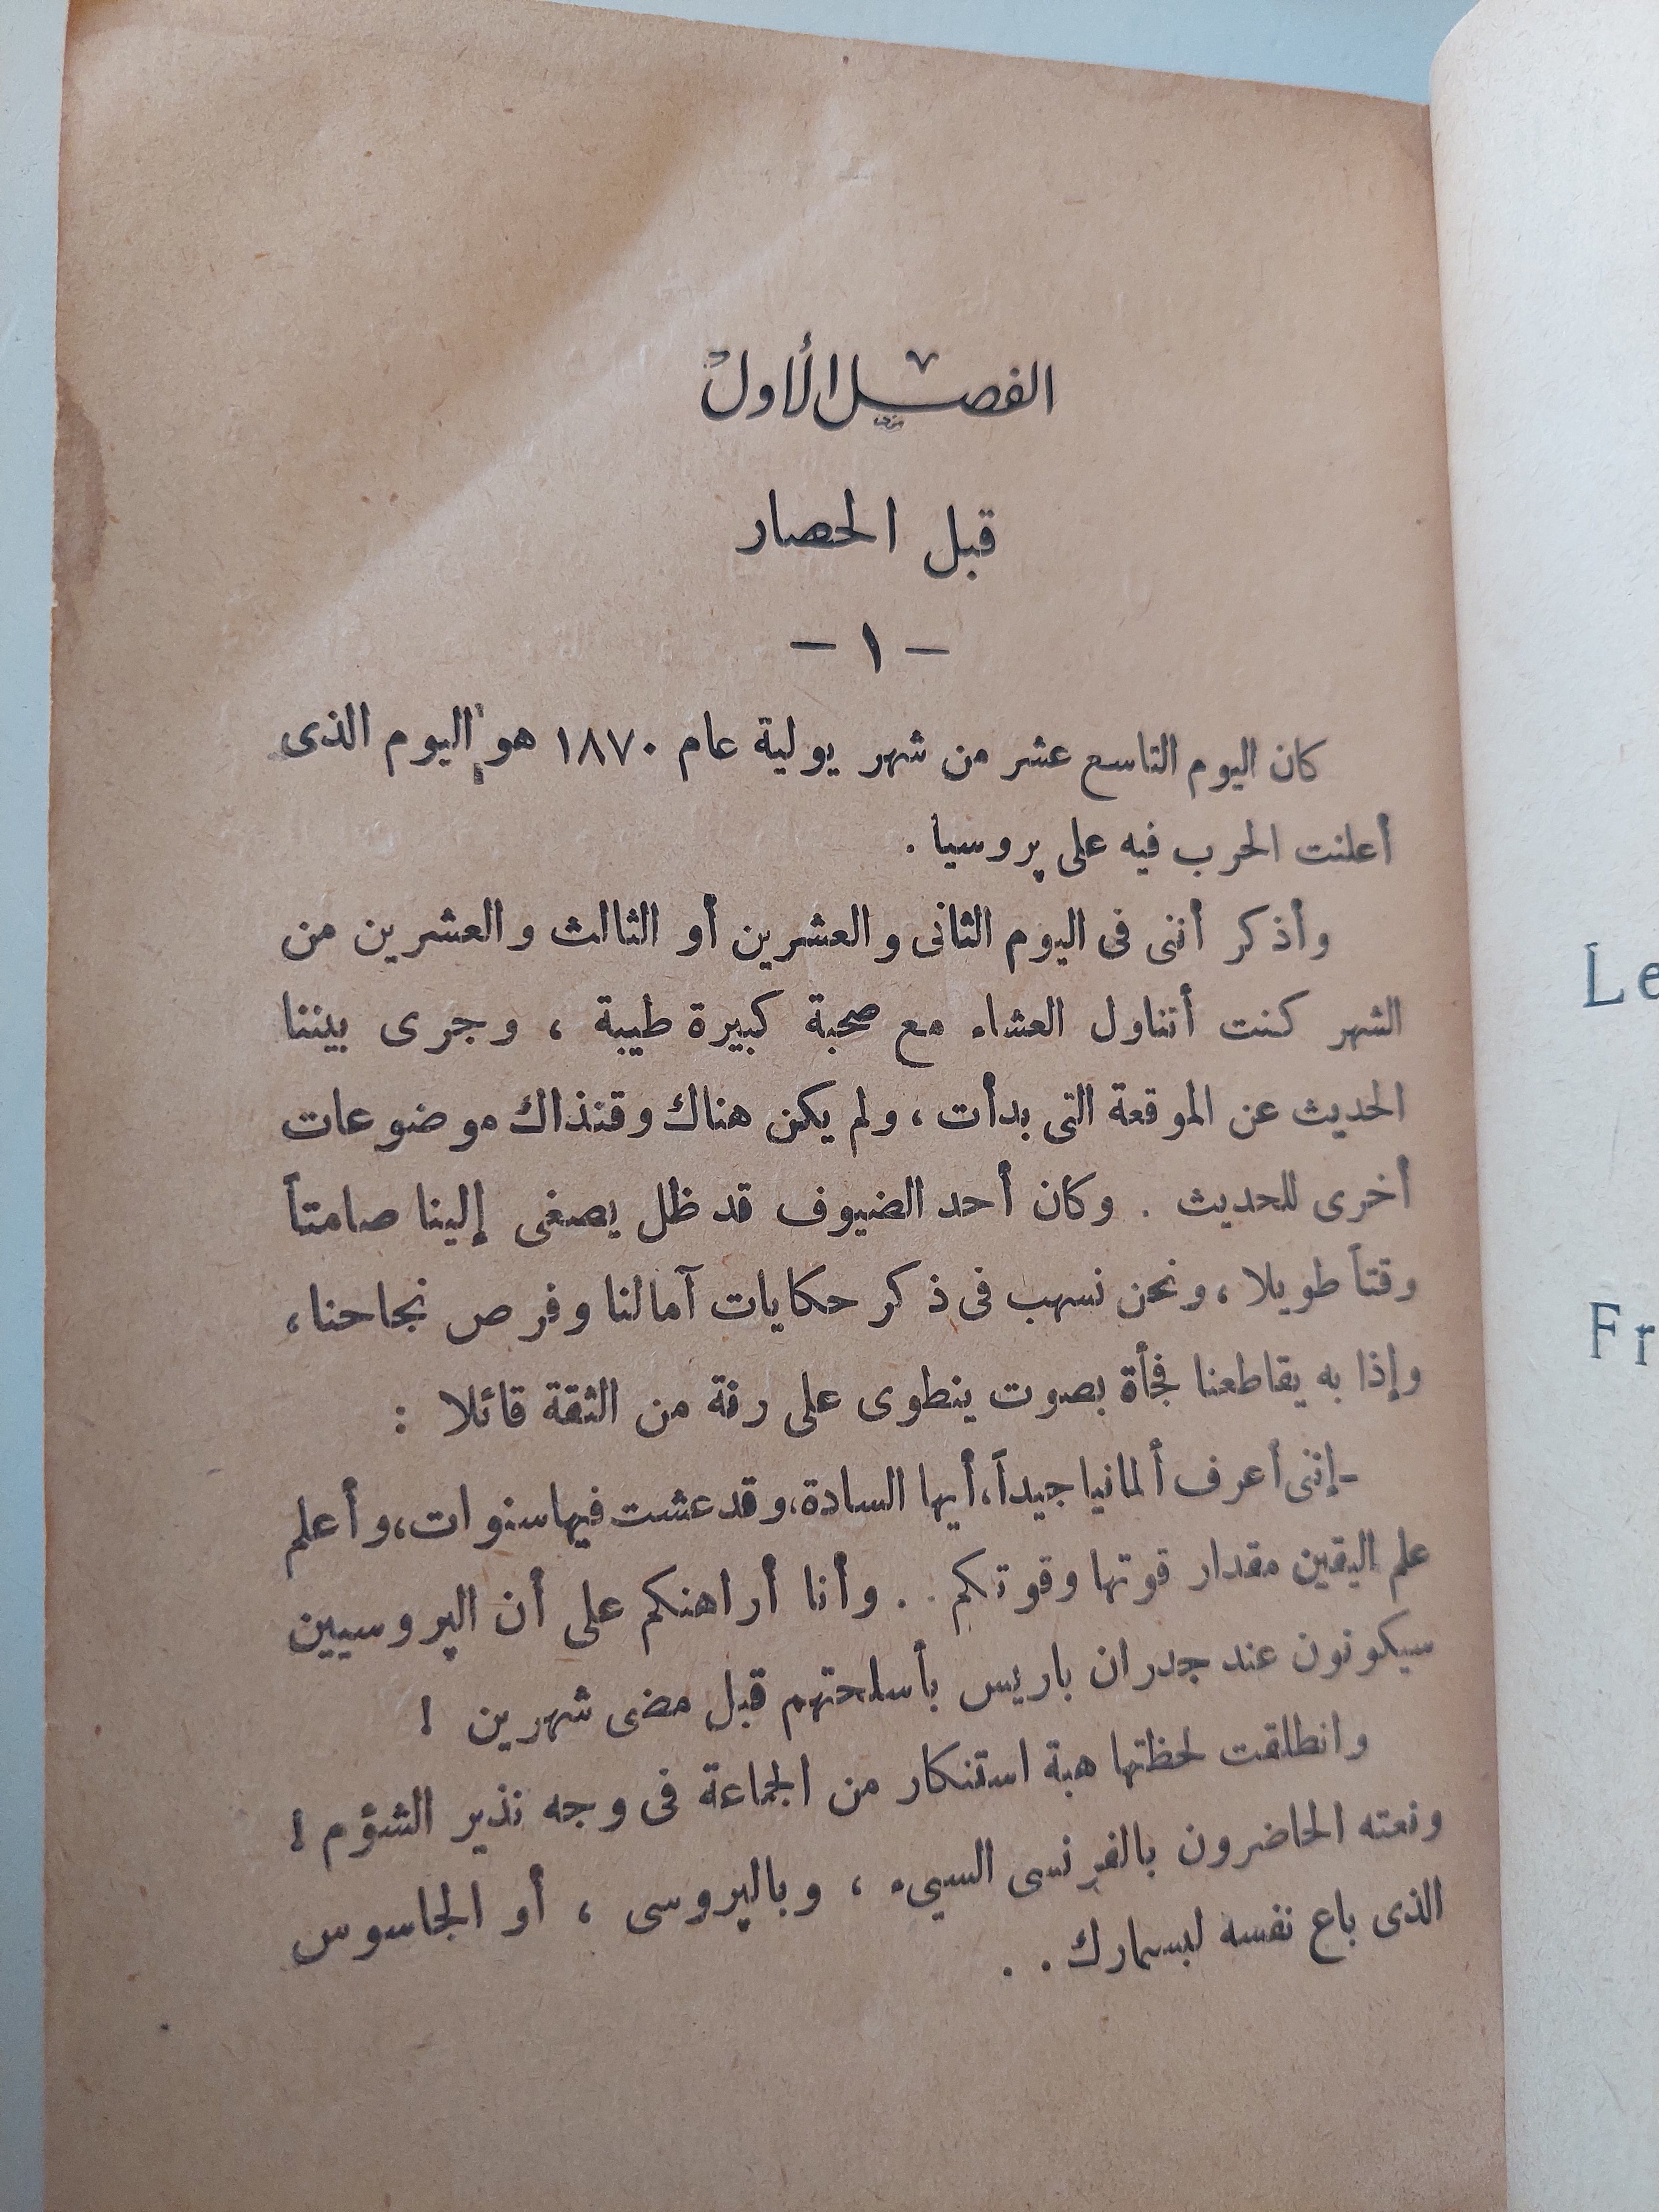 الفصل الأول
قبل الحصار
— ١ —
كان اليوم التاسع عشر من شهر يولية عام ١٨٧٠ هو اليوم الذى
أعلنت الحرب فيه على پروسيا .
وأذكر أننى فى اليوم الثانى والعشرين أو الثالث والعشرين من
الشهر كنت أتناول العشاء مع صحبة كبيرة طيبة ، وجرى بيننا
الحديث عن الموقعة التى بدأت ، ولم يكن هناك وقتذاك موضوعات
أخرى للحديث . وكان أحد الضيوف قد ظل يصغى إلينا صامتاً
وقتاً طويلا ، ونحن نسهب فى ذكر حكايات آمالنا وفرص نجاحنا ،
وإذا به يقاطعنا فجأة بصوت ينطوى على رنة من الثقة قائلا :
- إننى أعرف ألمانيا جيداً ، أيها السادة ، وقد عشت فيها سنوات ، وأعلم
علم اليقين مقدار قوتها وقوتكم . . وأنا أراهنكم على أن الپروسيين
سيكونون عند جدران باريس بأسلحتهم قبل مضى شهرين !
وانطلقت لحظتها هبة استنكار من الجماعة فى وجه نذير الشؤم !
ونعته الحاضرون بالفرنسى السيىء ، وبالپروسى ، أو الجاسوس
الذى باع نفسه لبسمارك . .
Le
Fr